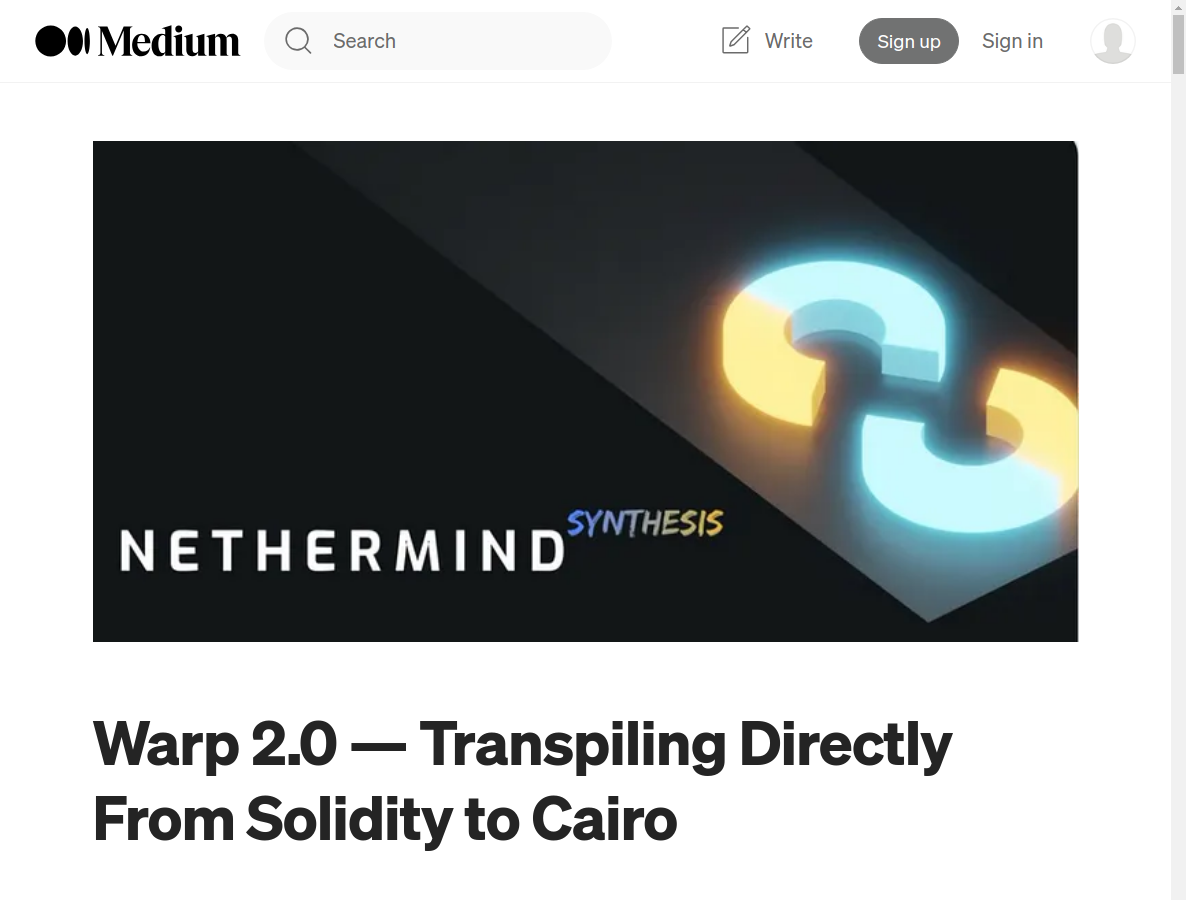 Medium
Search
Write
Sign up
Sign in
NETHERMIND
SYNTHESIS
Warp 2.0 — Transpiling Directly
From Solidity to Cairo